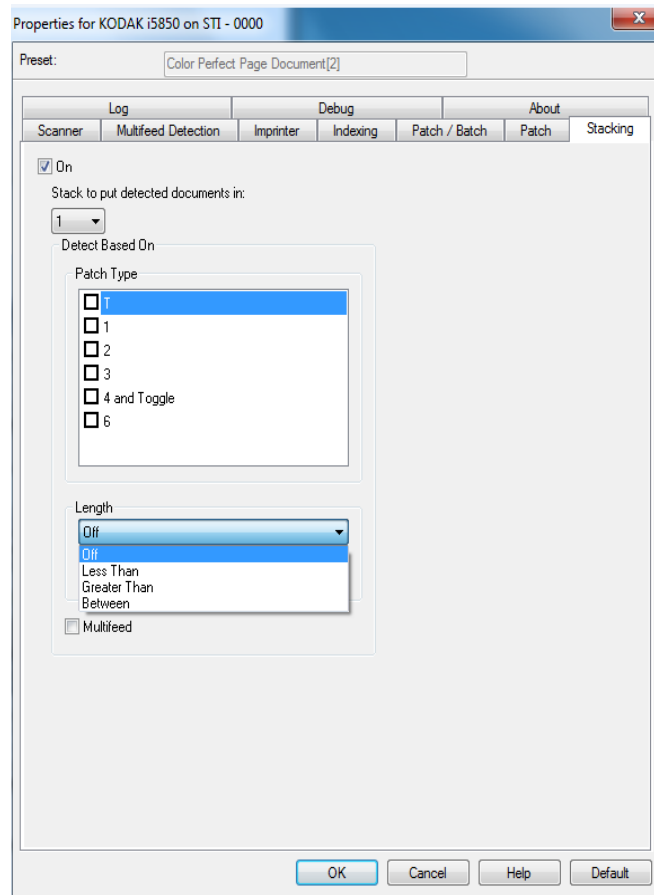 Properties for KODAK i5850 on STI - 0000
x
Preset:
Color Perfect Page Document[2]
Log Debug About
Scanner Multifeed Detection Imprinter Indexing Patch / Batch Patch Stacking
On
Stack to put detected documents in:
1
Detect Based On
Patch Type
T
1
2
3
4 and Toggle
6
Length
Off
Off
Less Than
Greater Than
Between
Multifeed
OK Cancel Help Default